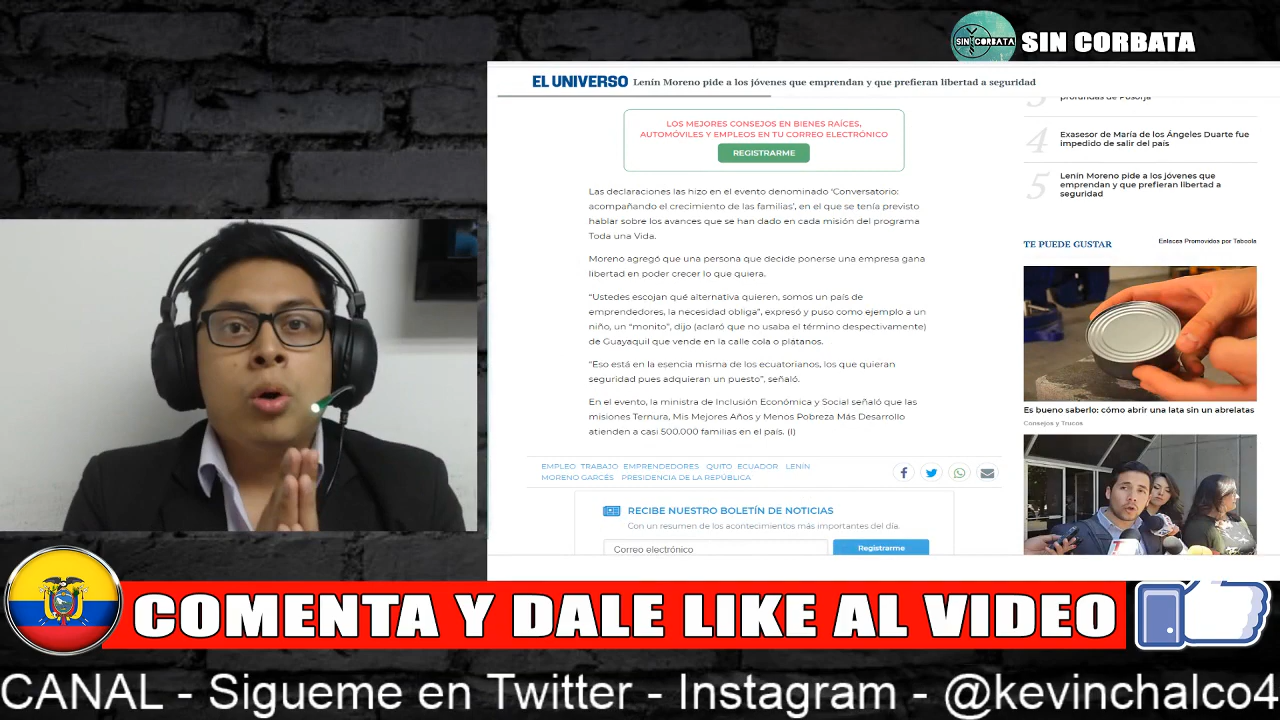 SIN CORBATA
SIN CORBATA
EL UNIVERSO Lenín Moreno pide a los jóvenes que emprendan y que prefieran libertad a seguridad
LOS MEJORES CONSEJOS EN BIENES RAÍCES,
AUTOMÓVILES Y EMPLEOS EN TU CORREO ELECTRÓNICO
REGISTRARME
Las declaraciones las hizo en el evento denominado 'Conversatorio:
acompañando el crecimiento de las familias', en el que se tenía previsto
hablar sobre los avances que se han dado en cada misión del programa
Toda una Vida.
Moreno agregó que una persona que decide ponerse una empresa gana
libertad en poder crecer lo que quiera.
"Ustedes escojan qué alternativa quieren, somos un país de
emprendedores, la necesidad obliga", expresó y puso como ejemplo a un
niño, un "monito", dijo (aclaró que no usaba el término despectivamente)
de Guayaquil que vende en la calle cola o plátanos.
"Eso está en la esencia misma de los ecuatorianos, los que quieran
seguridad pues adquieran un puesto", señaló.
En el evento, la ministra de Inclusión Económica y Social señaló que las
misiones Ternura, Mis Mejores Años y Menos Pobreza Más Desarrollo
atienden a casi 500.000 familias en el país. (I)
EMPLEO TRABAJO EMPRENDEDORES QUITO ECUADOR LENIN
MORENO GARCÉS PRESIDENCIA DE LA REPÚBLICA
RECIBE NUESTRO BOLETÍN DE NOTICIAS
Con un resumen de los acontecimientos más importantes del día.
Correo electrónico
Registrarme
profundas de Posorja
4 Exasesor de María de los Ángeles Duarte fue
impedido de salir del país
5 Lenín Moreno pide a los jóvenes que
emprendan y que prefieran libertad a
seguridad
TE PUEDE GUSTAR
Enlaces Promovidos por Taboola
Es bueno saberlo: cómo abrir una lata sin un abrelatas
Consejos y Trucos
COMENTA Y DALE LIKE AL VIDEO
CANAL - Sigueme en Twitter - Instagram - @kevinchalco4